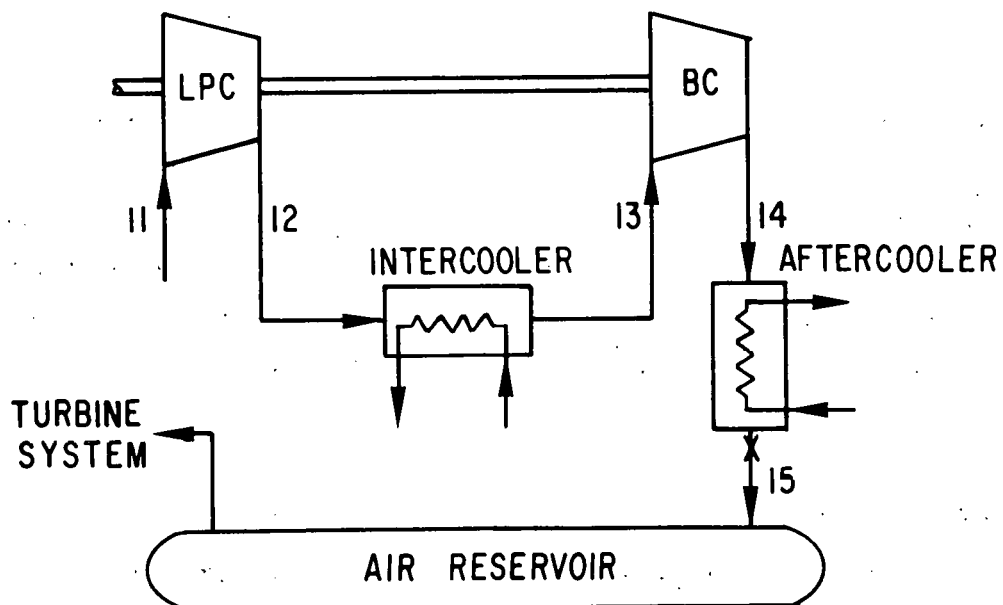 LPC
BC
11
12
13
14
INTERCOOLER
AFTERCOOLER
TURBINE
SYSTEM
15
AIR RESERVOIR